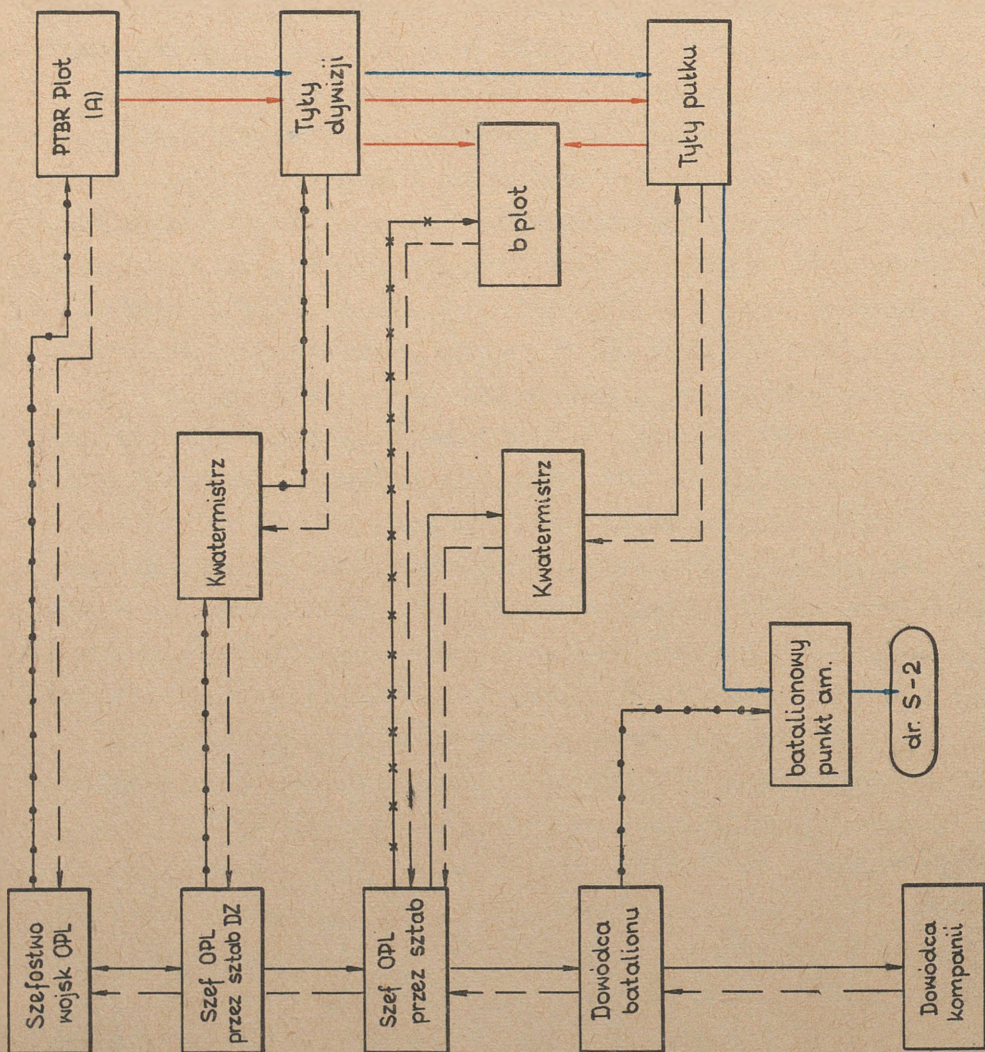 Szefostwo
wojsk OPL
PTBR Plot
(A)
Szef OPL
przez sztab DZ
Kwatermistrz
Tyły
dywizji
Szef OPL
przez sztab
Kwatermistrz
b plot
Tyły pułku
Dowódca
batalionu
batalionowy
punkt am.
dr. S-2
Dowódca
kompanii